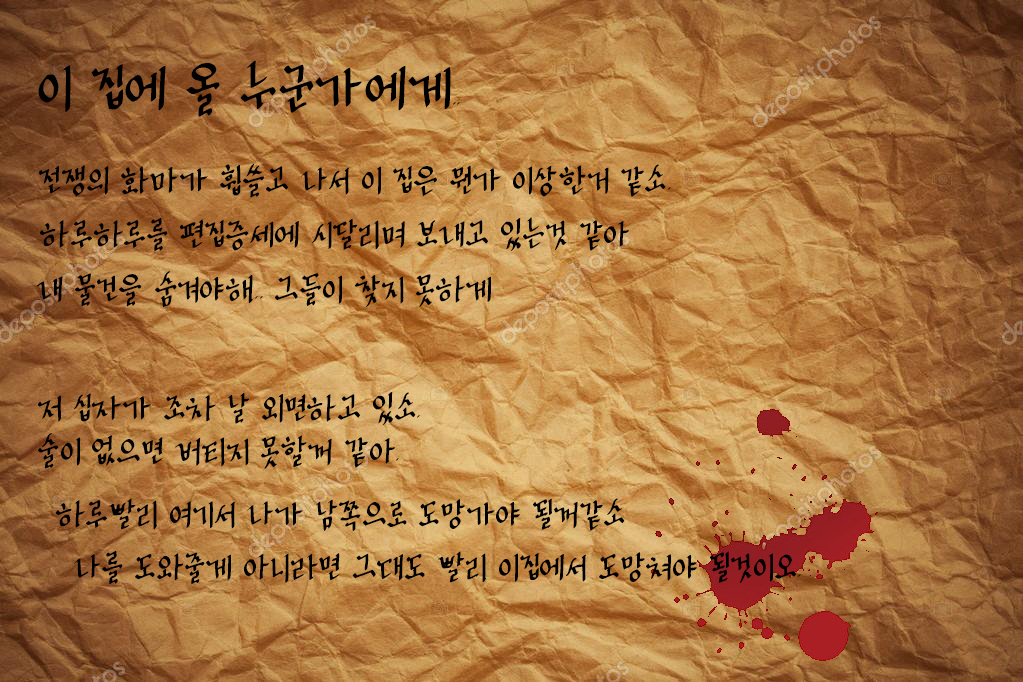 이 집에 올 누군가에게
전쟁의 화마가 휩쓸고 나서 이 집은 뭔가 이상한거 같소.
하루하루를 편집증세에 시달리며 보내고 있는것 같아
내 물건을 숨겨야해.. 그들이 찾지 못하게
저 십자가 조차 날 외면하고 있소.
술이 없으면 버티지 못할꺼 같아.
하루빨리 여기서 나가 남쪽으로 도망가야 될꺼같소
나를 도와줄게 아니라면 그대도 빨리 이집에서 도망쳐야 될것이오.
depositphotos
depositphotos
depositphotos
depositphotos
depositphotos
depositphotos
depositphotos